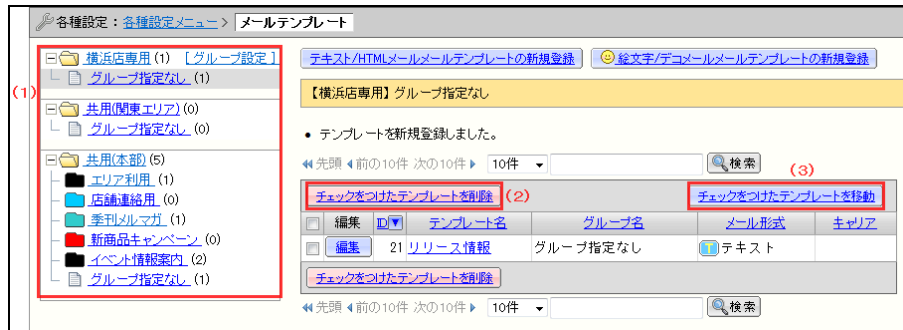 各種設定：各種設定メニュー> メールテンプレート
(1)
横浜店専用(1) [グループ設定]
グループ指定なし (1)
共用(関東エリア)(0)
グループ指定なし (0)
共用(本部)(5)
エリア利用 (1)
店舗連絡用 (0)
季刊メルマガ (1)
新商品キャンペーン (0)
イベント情報案内 (2)
グループ指定なし (1)
テキスト/HTMLメールメールテンプレートの新規登録 絵文字/デコメールメールテンプレートの新規登録
【横浜店専用】グループ指定なし
• テンプレートを新規登録しました。
先頭 前の10件 次の10件 10件 検索
(3)
チェックをつけたテンプレートを削除 (2) チェックをつけたテンプレートを移動
編集 ID▼ テンプレート名 グループ名 メール形式 キャリア
編集 21 リリース情報 グループ指定なし T テキスト
チェックをつけたテンプレートを削除
先頭 前の10件 次の10件 10件 検索